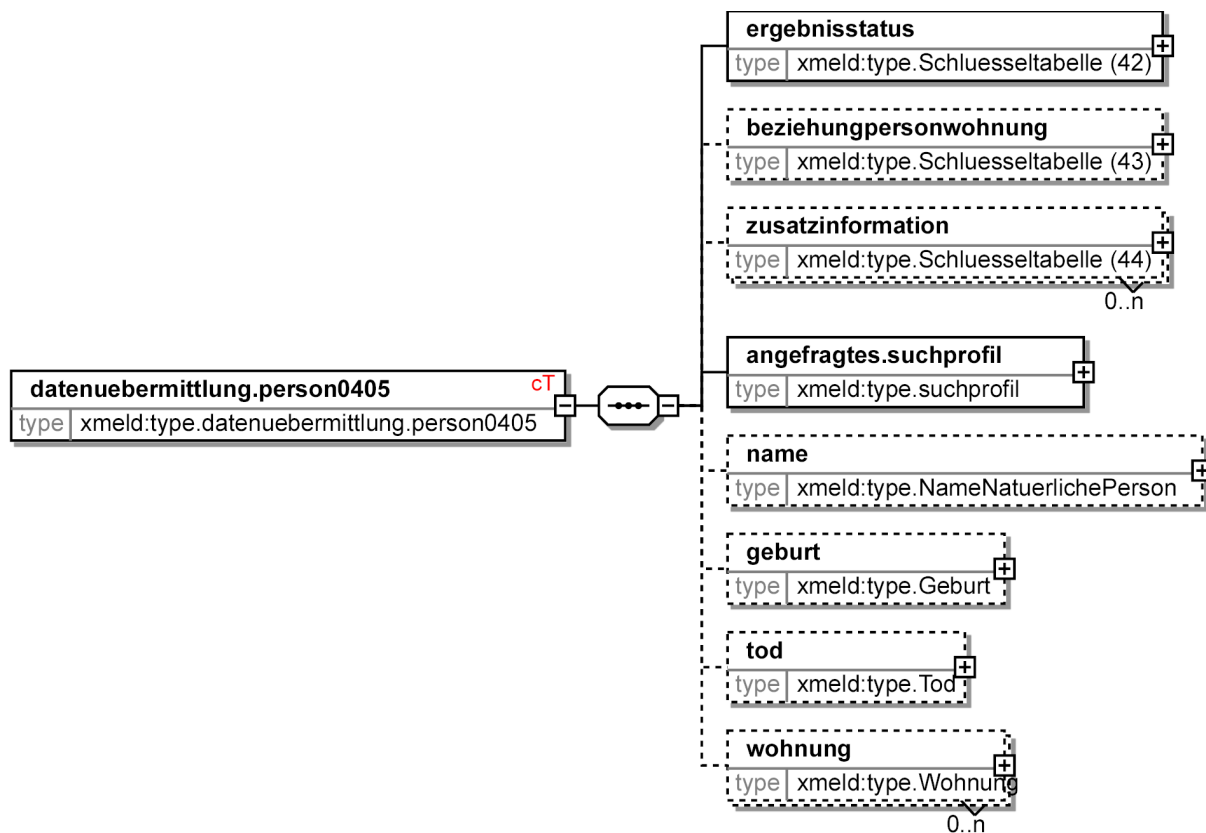 ergebnisstatus
type xmeld:type.Schluesseltabelle (42)
beziehungpersonwohnung
type xmeld:type.Schluesseltabelle (43)
zusatzinformation
type xmeld:type.Schluesseltabelle (44)
0..n
angefragtes.suchprofil
type xmeld:type.suchprofil
datenuebermittlung.person0405 cT
type xmeld:type.datenuebermittlung.person0405
name
type xmeld:type.NameNatuerlichePerson
geburt
type xmeld:type.Geburt
tod
type xmeld:type.Tod
wohnung
type xmeld:type.Wohnung
0..n